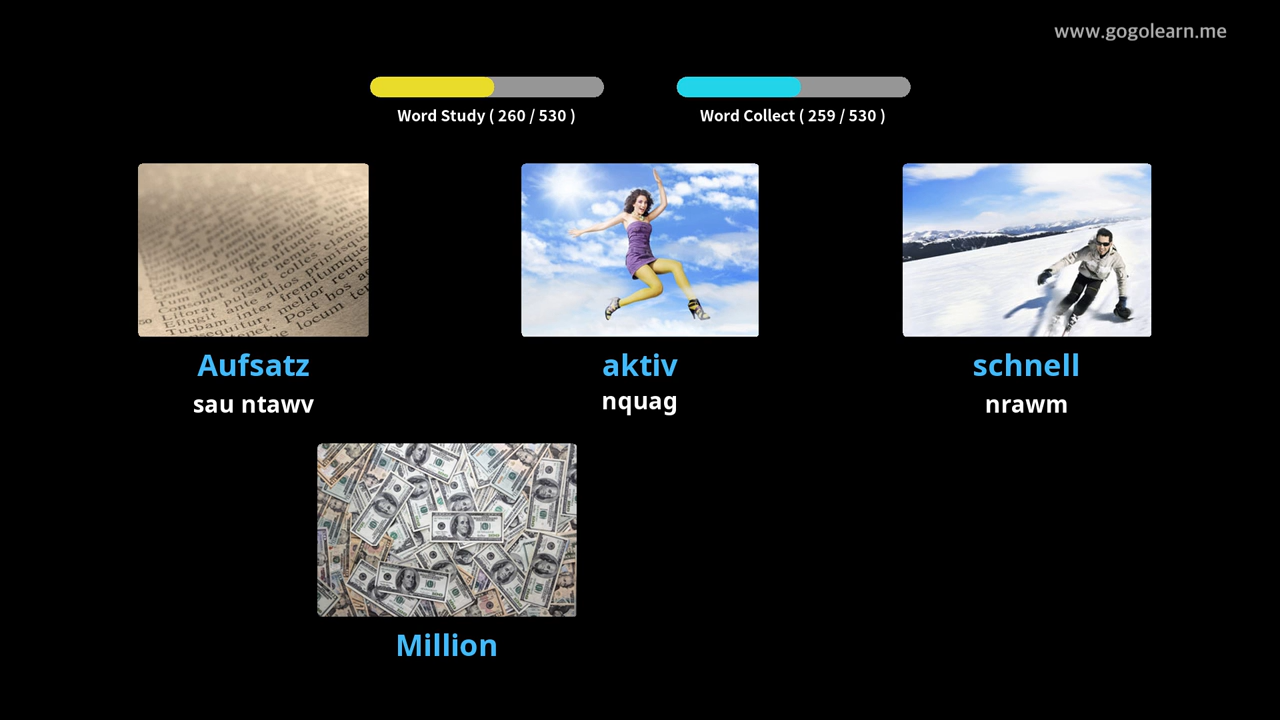 www.gogolearn.me
Word Study ( 260 / 530 )
Word Collect ( 259 / 530 )
Aufsatz
sau ntawv
aktiv
nquag
schnell
nrawm
Million